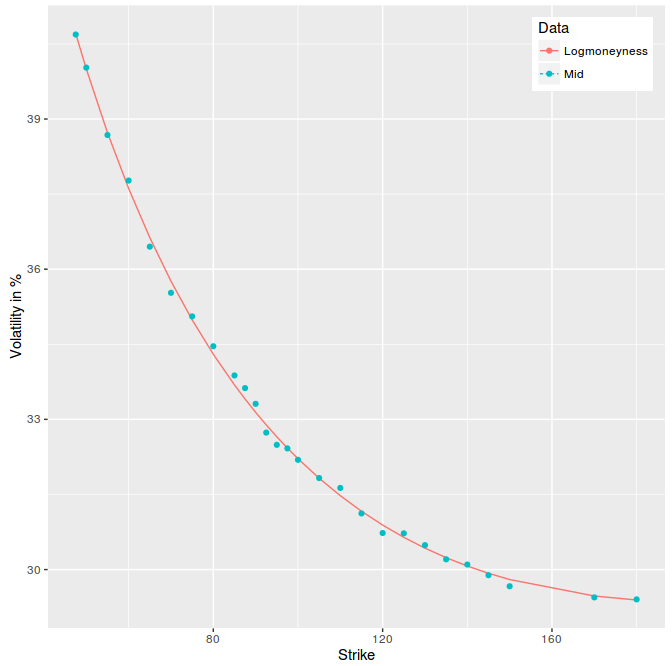 Data
Logmoneyness
Mid
39
36
33
30
Volatility in %
80
120
160
Strike